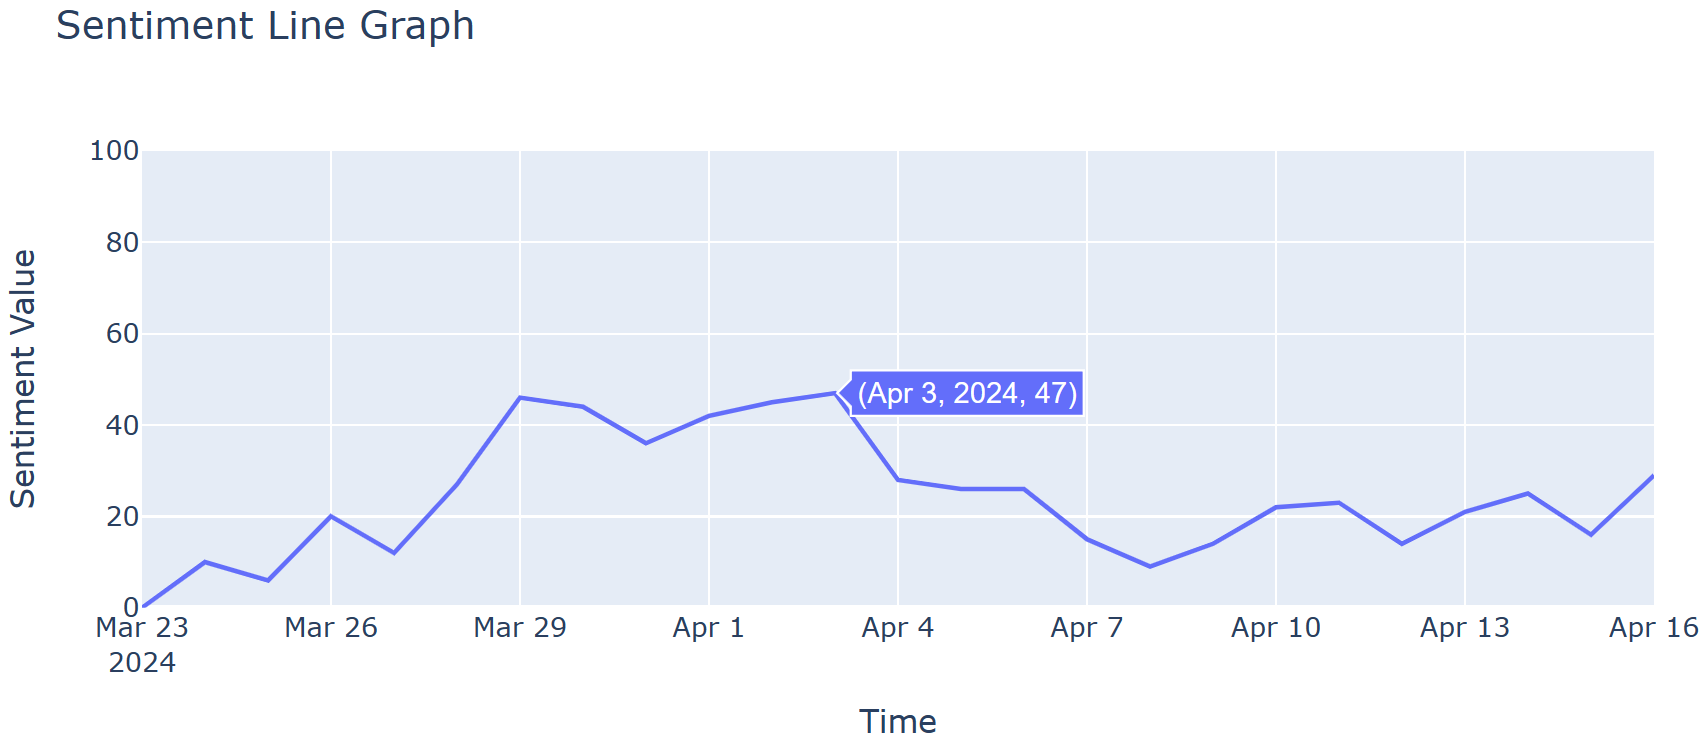 Sentiment Line Graph
100
80
60
40
20
0
Sentiment Value
(Apr 3, 2024, 47)
Mar 23 Mar 26 Mar 29 Apr 1 Apr 4 Apr 7 Apr 10 Apr 13 Apr 16
2024
Time